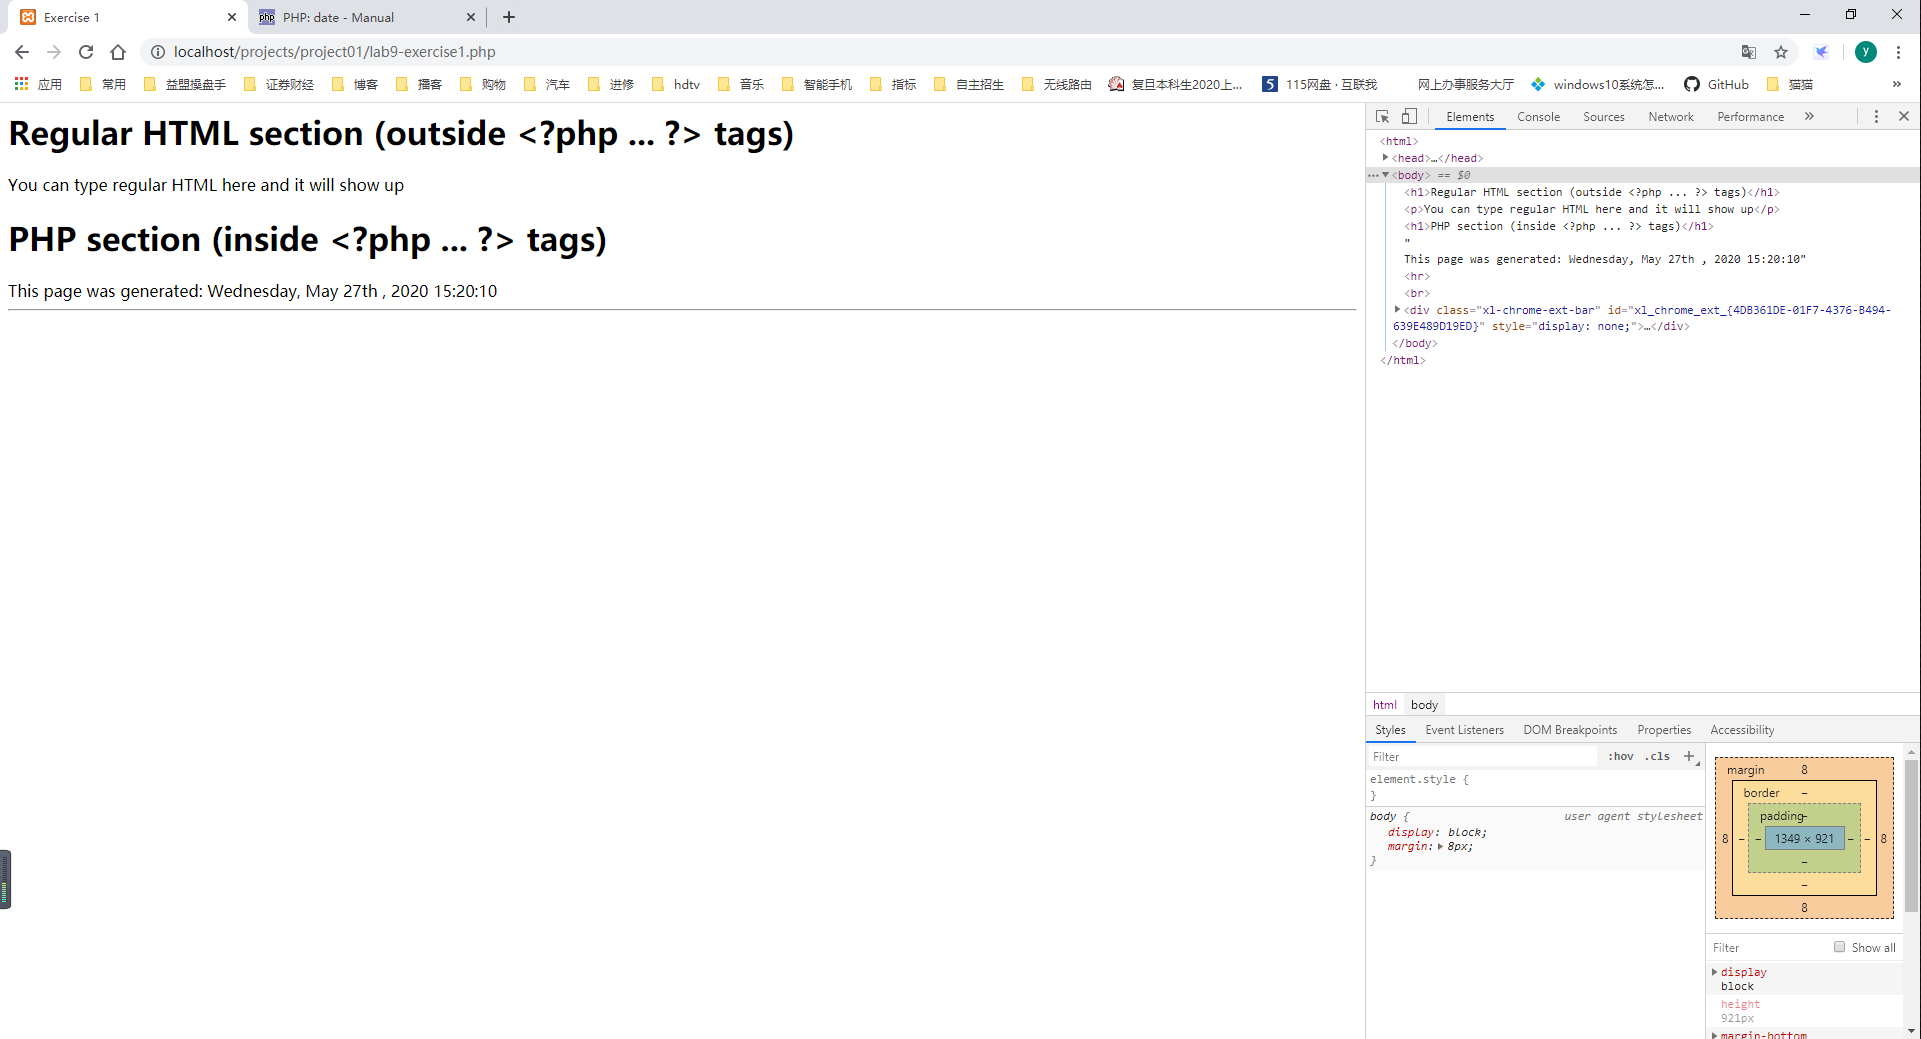 Exercise 1
PHP: date - Manual
localhost/projects/project01/lab9-exercise1.php
y
应用 常用 益盟操盘手 证券财经 博客 播客 购物 汽车 进修 hdtv 音乐 智能手机 指标 自主招生 无线路由 复旦本科生2020上... 115网盘 · 互联我 网上办事服务大厅 windows10系统怎... GitHub 猫猫 »
Regular HTML section (outside <?php ... ?> tags)
You can type regular HTML here and it will show up
PHP section (inside <?php ... ?> tags)
This page was generated: Wednesday, May 27th , 2020 15:20:10
Elements Console Sources Network Performance »
<html>
<head>…</head>
<body> == $0
<h1>Regular HTML section (outside <?php ... ?> tags)</h1>
<p>You can type regular HTML here and it will show up</p>
<h1>PHP section (inside <?php ... ?> tags)</h1>
"
This page was generated: Wednesday, May 27th , 2020 15:20:10"
<hr>
<br>
<div class="xl-chrome-ext-bar" id="xl_chrome_ext_{4DB361DE-01F7-4376-B494-
639E489D19ED}" style="display: none;">…</div>
</body>
</html>
html body
Styles Event Listeners DOM Breakpoints Properties Accessibility
Filter :hov .cls +
element.style {
}
body { user agent stylesheet
display: block;
margin: 8px;
}
margin 8
border –
padding –
8 – – 1349 × 921 – – 8
–
–
8
Filter Show all
display
block
height
921px
margin-bottom